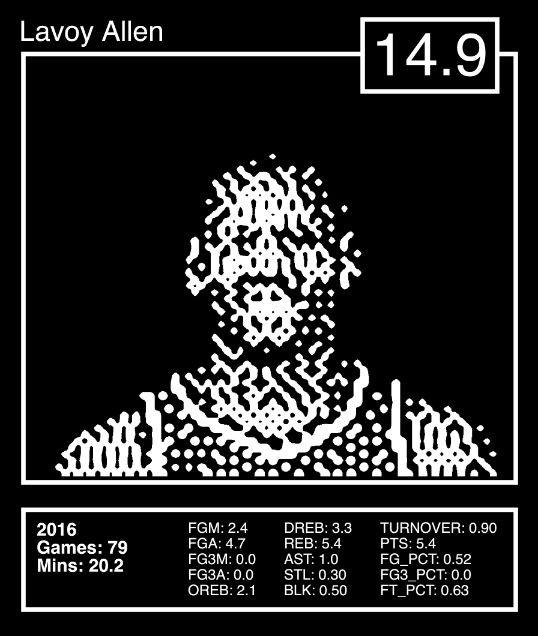 Lavoy Allen
14.9
2016
Games: 79
Mins: 20.2
FGM: 2.4
FGA: 4.7
FG3M: 0.0
FG3A: 0.0
OREB: 2.1
DREB: 3.3
REB: 5.4
AST: 1.0
STL: 0.30
BLK: 0.50
TURNOVER: 0.90
PTS: 5.4
FG_PCT: 0.52
FG3_PCT: 0.0
FT_PCT: 0.63